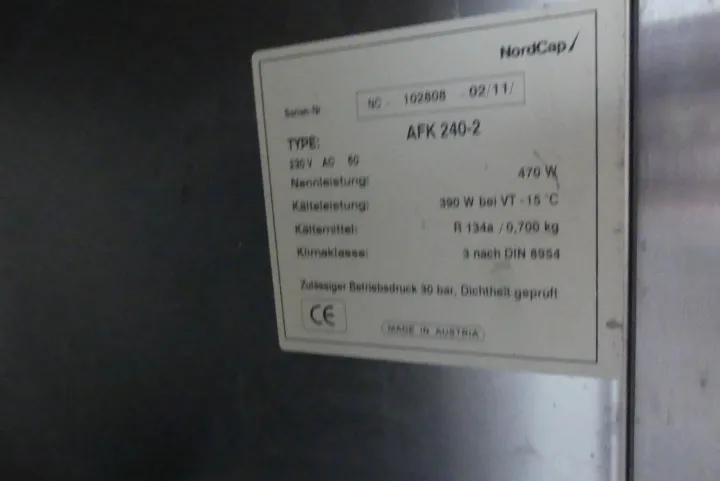 NordCap/
Serien-Nr NC - 102808 - 02/11/
TYPE: AFK 240-2
230 V AC 50
Nennleistung: 470 W
Kälteleistung: 390 W bei VT -15 °C
Kältemittel: R 134a / 0,700 kg
Klimaklasse: 3 nach DIN 8954
Zulässiger Betriebsdruck 30 bar, Dichtheit geprüft
CE
MADE IN AUSTRIA